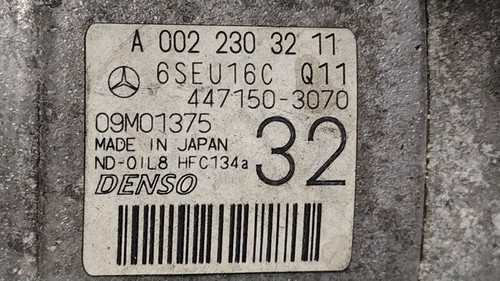 A 002 230 32 11
6SEU16C Q11
447150-3070
09M01375
MADE IN JAPAN
ND-OIL8 HFC134a
32
DENSO